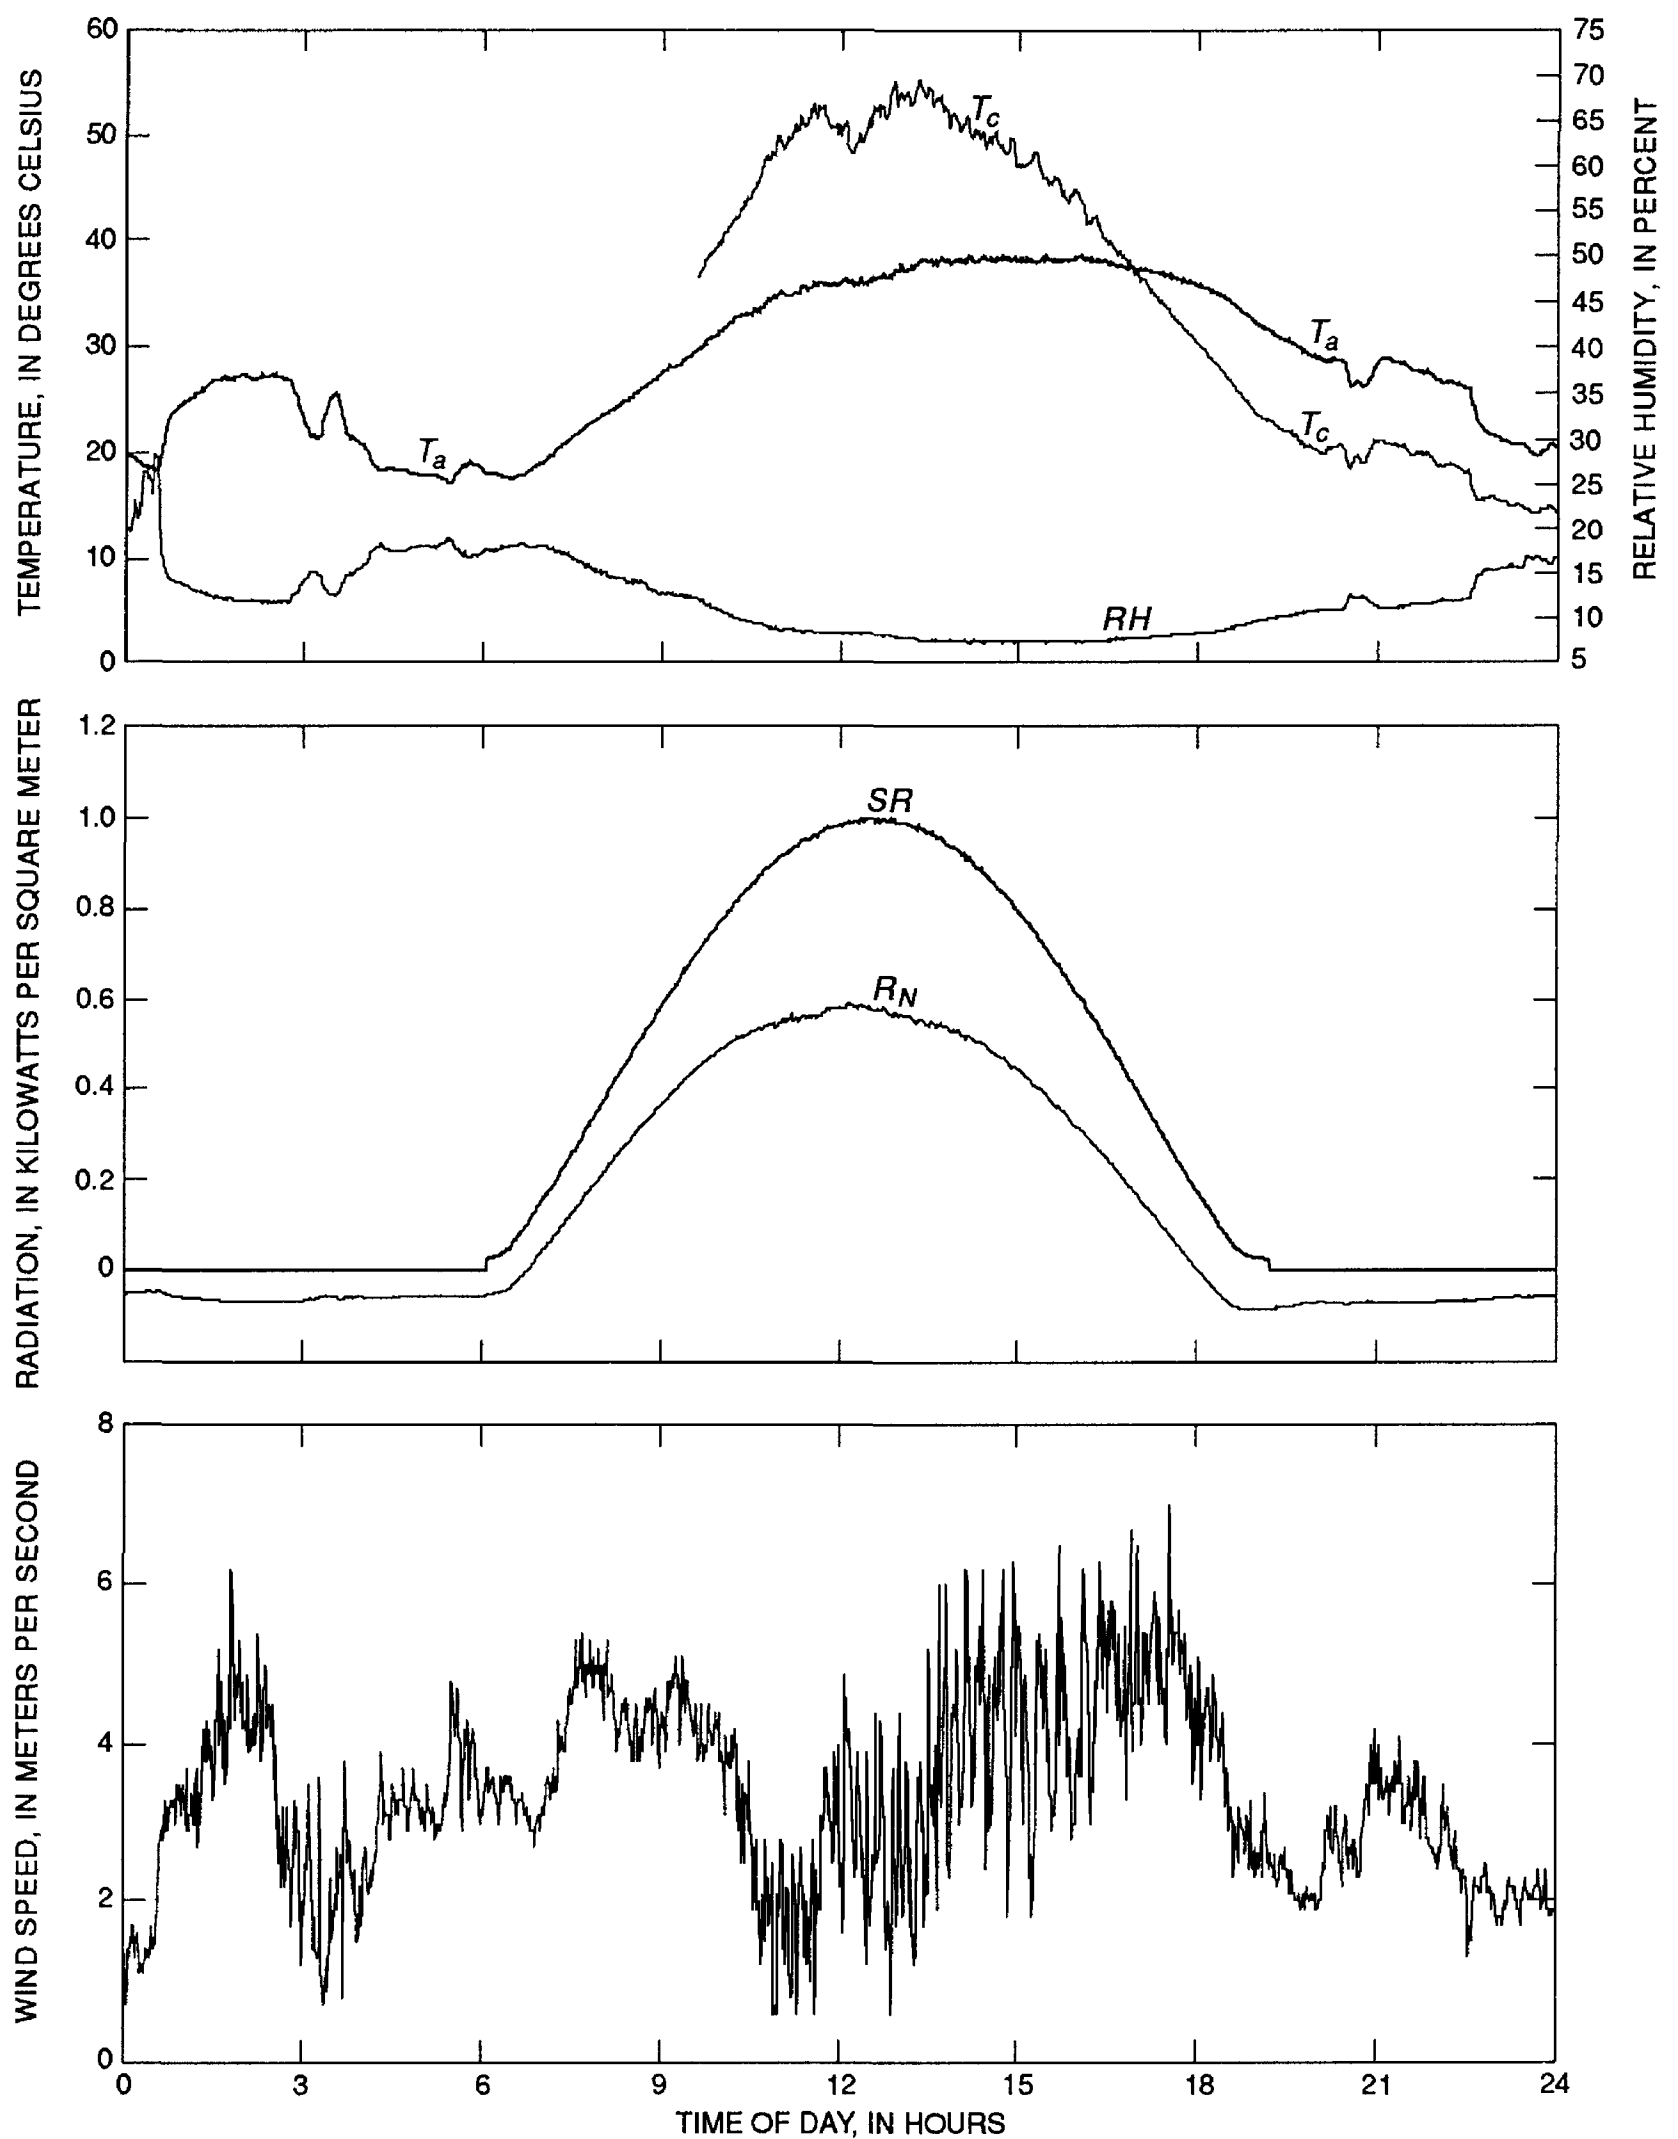 TEMPERATURE, IN DEGREES CELSIUS
60
50
40
30
20
10
0
RELATIVE HUMIDITY, IN PERCENT
75
70
65
60
55
50
45
40
35
30
25
20
15
10
5
Tc
Ta
Ta
Tc
RH
RADIATION, IN KILOWATTS PER SQUARE METER
1.2
1.0
0.8
0.6
0.4
0.2
0
SR
RN
WIND SPEED, IN METERS PER SECOND
8
6
4
2
0
0 3 6 9 12 15 18 21 24
TIME OF DAY, IN HOURS